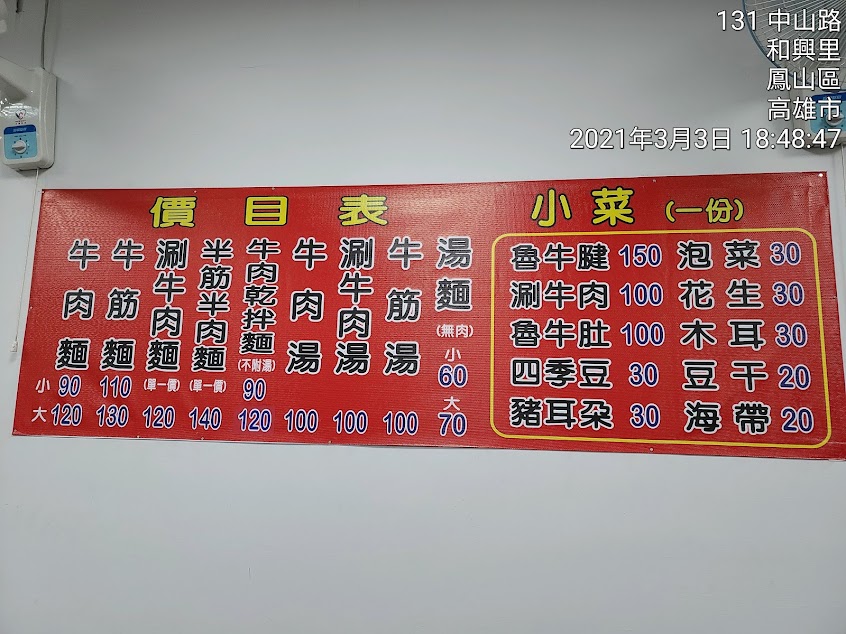 131 中山路
和興里
鳳山區
高雄市
2021年3月3日 18:48:47
價目表
牛肉麵 小 90 大 120
牛筋麵 110 130
涮牛肉麵 (單一價) 120
半筋半肉麵 (單一價) 140
牛肉乾拌麵 (不附湯) 90 120
牛肉湯 100
涮牛肉湯 100
牛筋湯 100
湯麵 (無肉) 小 60 大 70
小菜 (一份)
魯牛腱 150 泡菜 30
涮牛肉 100 花生 30
魯牛肚 100 木耳 30
四季豆 30 豆干 20
豬耳朵 30 海帶 20